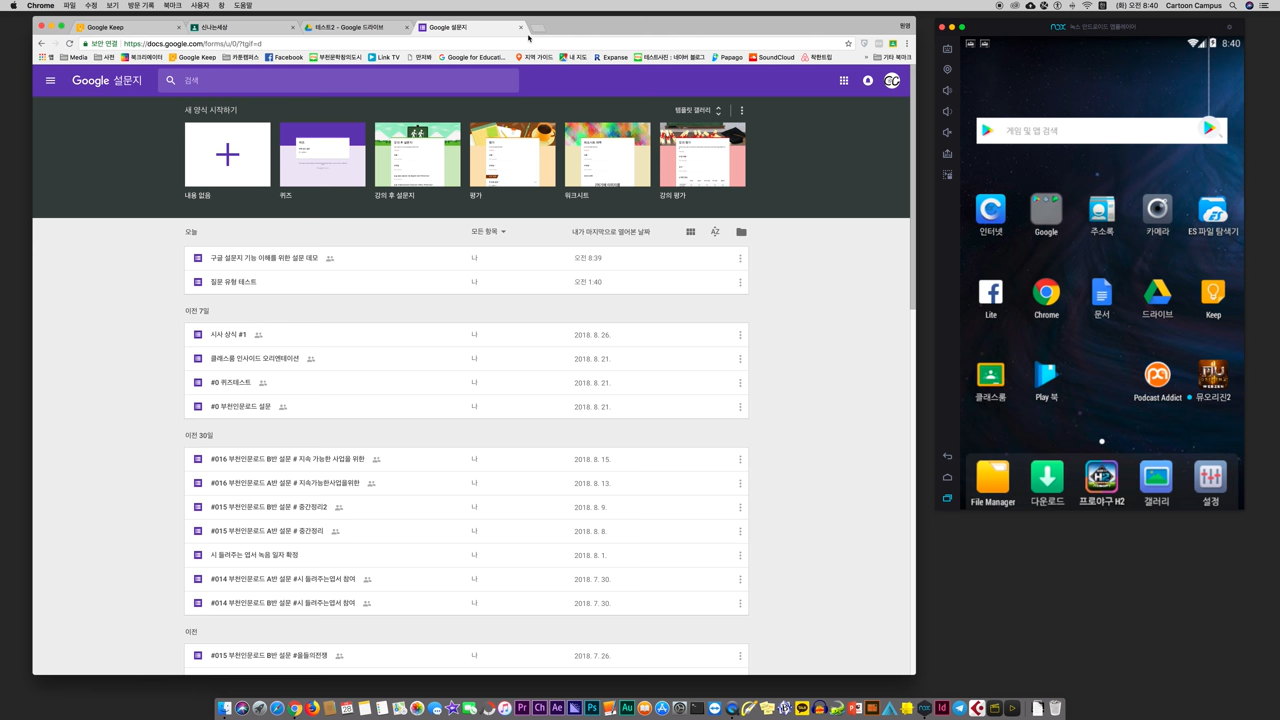 Chrome 파일 수정 보기 방문 기록 북마크 사용자 창 도움말
(화) 오전 8:40 Cartoon Campus
Google Keep
신나는세상
테스트2 - Google 드라이브
Google 설문지
원영
보안 연결 https://docs.google.com/forms/u/0/?tgif=d
앱 Media 사전 북크리에이터 Google Keep 카툰캠퍼스 Facebook 부천문학창의도시 Link TV 먼저봐 Google for Educati... 지역 가이드 내 지도 Expanse 테스트사진 : 네이버 블로그 Papago SoundCloud 착한트립 » 기타 북마크
Google 설문지
검색
새 양식 시작하기
템플릿 갤러리
내용 없음
퀴즈
강의 후 설문지
평가
워크시트
강의 평가
오늘 모든 항목 내가 마지막으로 열어본 날짜
구글 설문지 기능 이해를 위한 설문 데모 나 오전 8:39
질문 유형 테스트 나 오전 1:40
이전 7일
시사 상식 #1 나 2018. 8. 26.
클래스룸 인사이드 오리엔테이션 나 2018. 8. 21.
#0 퀴즈테스트 나 2018. 8. 21.
#0 부천인문로드 설문 나 2018. 8. 21.
이전 30일
#016 부천인문로드 B반 설문 # 지속 가능한 사업을 위한 나 2018. 8. 15.
#016 부천인문로드 A반 설문 # 지속가능한사업을위한 나 2018. 8. 13.
#015 부천인문로드 B반 설문 # 중간정리2 나 2018. 8. 9.
#015 부천인문로드 A반 설문 # 중간정리 나 2018. 8. 8.
시 들려주는 엽서 녹음 일자 확정 나 2018. 8. 1.
#014 부천인문로드 A반 설문 #시 들려주는엽서 참여 나 2018. 7. 30.
#014 부천인문로드 B반 설문 #시 들려주는엽서 참여 나 2018. 7. 30.
이전
#015 부천인문로드 B반 설문 #을들의전쟁 나 2018. 7. 26.
nox 녹스 안드로이드 앱플레이어
8:40
게임 및 앱 검색
인터넷
Google
주소록
카메라
ES 파일 탐색기
Lite
Chrome
문서
드라이브
Keep
클래스룸
Play 북
Podcast Addict
뮤오리진2
File Manager
다운로드
프로야구 H2
갤러리
설정